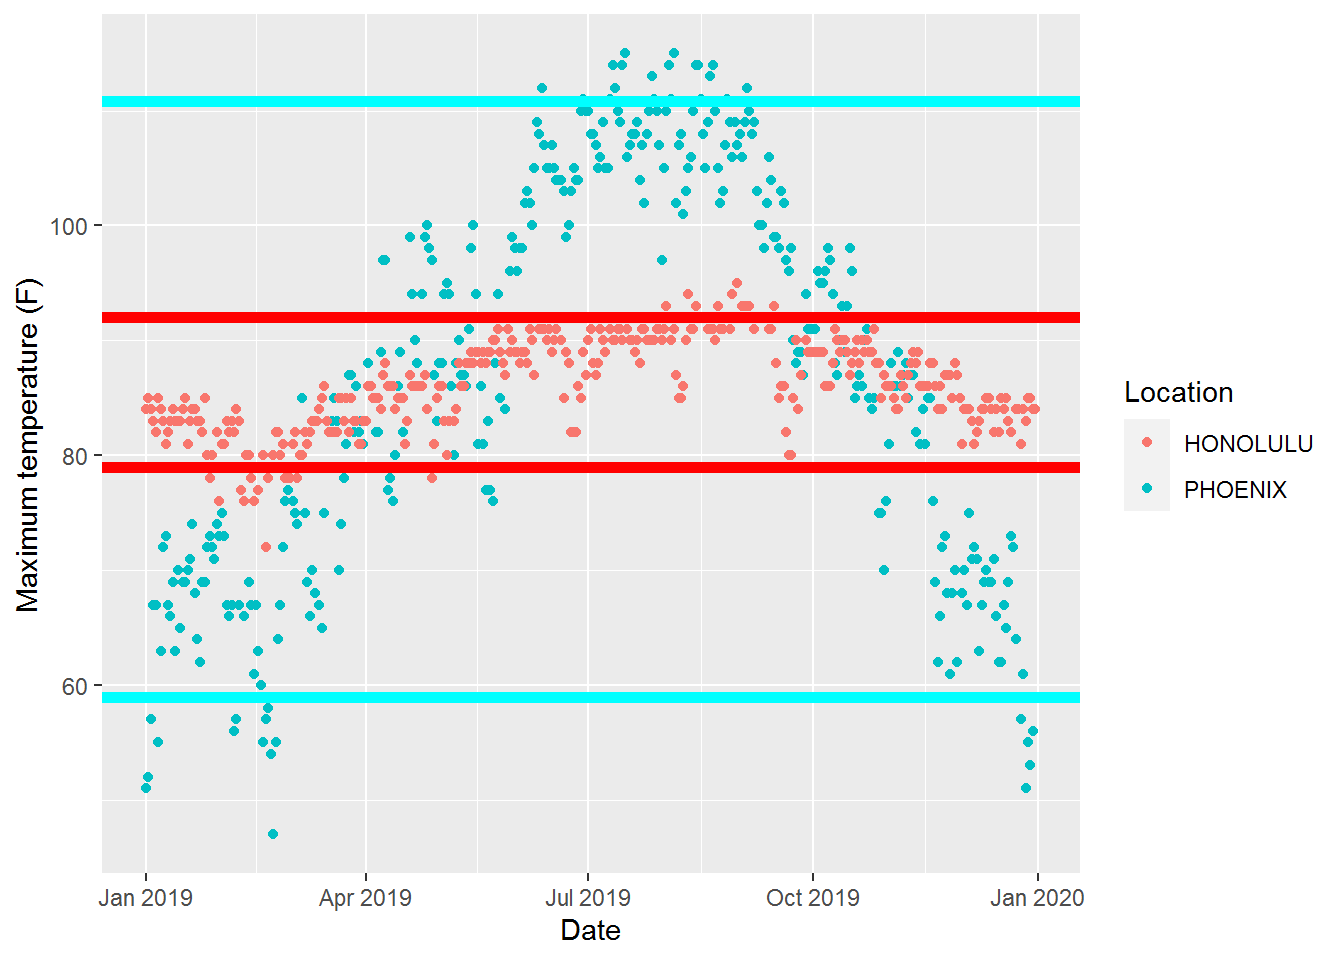 Maximum temperature (F)
100
80
60
Jan 2019
Apr 2019
Jul 2019
Oct 2019
Jan 2020
Date
Location
HONOLULU
PHOENIX